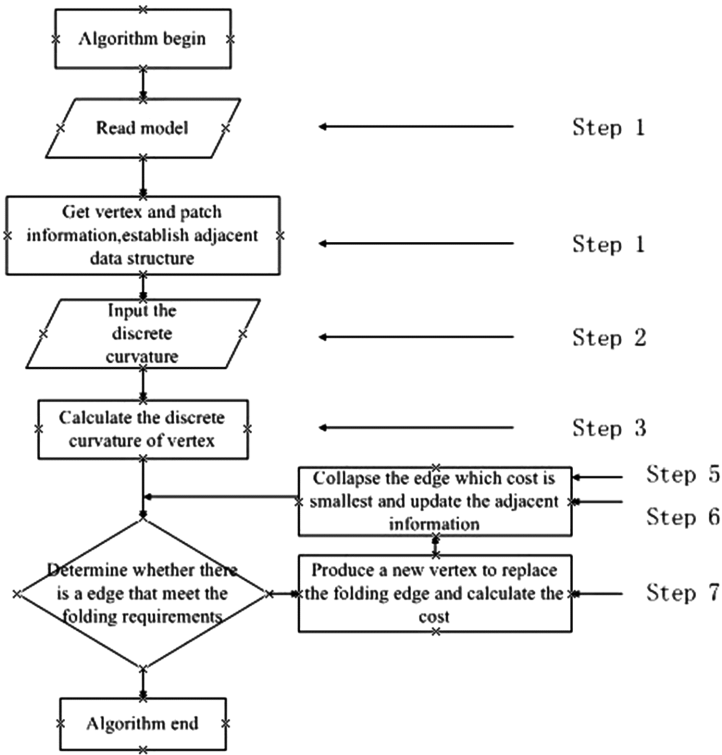 Algorithm begin
Read model
Step 1
Get vertex and patch
information,establish adjacent
data structure
Step 1
Input the
discrete
curvature
Step 2
Calculate the discrete
curvature of vertex
Step 3
Collapse the edge which cost is
smallest and update the adjacent
information
Step 5
Step 6
Determine whether there
is a edge that meet the
folding requirements
Produce a new vertex to replace
the folding edge and calculate the
cost
Step 7
Algorithm end